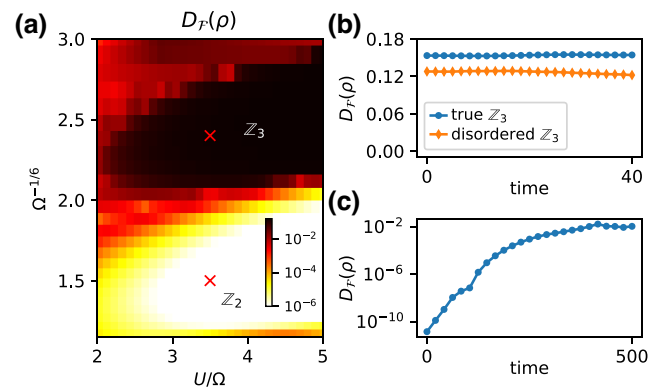 (a)
D_F(ρ)
3.0
2.5
2.0
1.5
Ω^{-1/6}
ℤ_3
ℤ_2
10^{-2}
10^{-4}
10^{-6}
2
3
4
5
U/Ω
(b)
0.18
0.12
0.06
0.00
D_F(ρ)
true ℤ_3
disordered ℤ_3
0
40
time
(c)
10^{-2}
10^{-6}
10^{-10}
D_F(ρ)
0
500
time